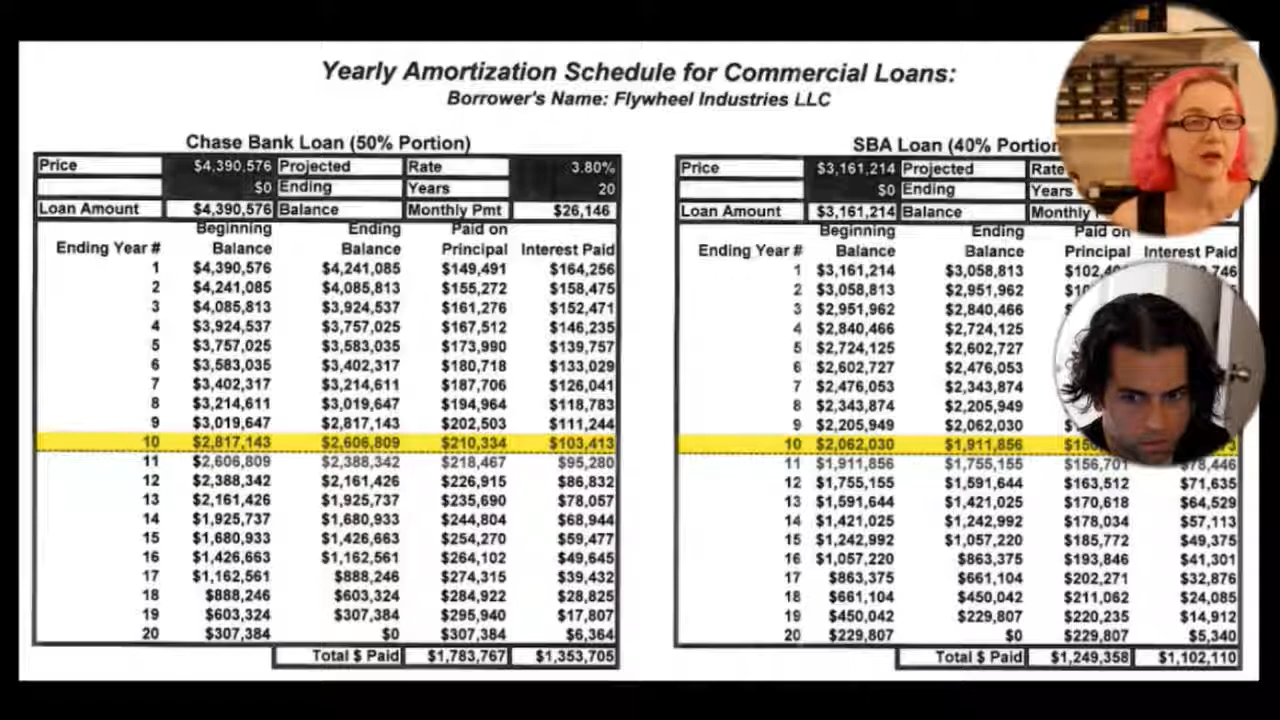 Yearly Amortization Schedule for Commercial Loans:
Borrower's Name: Flywheel Industries LLC
Chase Bank Loan (50% Portion)
Price $4,390,576 Projected Rate 3.80%
$0 Ending Years 20
Loan Amount $4,390,576 Balance Monthly Pmt $26,146
Beginning Ending Paid on
Ending Year # Balance Balance Principal Interest Paid
1 $4,390,576 $4,241,085 $149,491 $164,256
2 $4,241,085 $4,085,813 $155,272 $158,475
3 $4,085,813 $3,924,537 $161,276 $152,471
4 $3,924,537 $3,757,025 $167,512 $146,235
5 $3,757,025 $3,583,035 $173,990 $139,757
6 $3,583,035 $3,402,317 $180,718 $133,029
7 $3,402,317 $3,214,611 $187,706 $126,041
8 $3,214,611 $3,019,647 $194,964 $118,783
9 $3,019,647 $2,817,143 $202,503 $111,244
10 $2,817,143 $2,606,809 $210,334 $103,413
11 $2,606,809 $2,388,342 $218,467 $95,280
12 $2,388,342 $2,161,426 $226,915 $86,832
13 $2,161,426 $1,925,737 $235,690 $78,057
14 $1,925,737 $1,680,933 $244,804 $68,944
15 $1,680,933 $1,426,663 $254,270 $59,477
16 $1,426,663 $1,162,561 $264,102 $49,645
17 $1,162,561 $888,246 $274,315 $39,432
18 $888,246 $603,324 $284,922 $28,825
19 $603,324 $307,384 $295,940 $17,807
20 $307,384 $0 $307,384 $6,364
Total $ Paid $1,783,767 $1,353,705
SBA Loan (40% Portion
Price $3,161,214 Projected Rate
$0 Ending Years
Loan Amount $3,161,214 Balance Monthly
Beginning Ending Paid on
Ending Year # Balance Balance Principal Interest Paid
1 $3,161,214 $3,058,813
2 $3,058,813 $2,951,962
3 $2,951,962 $2,840,466
4 $2,840,466 $2,724,125
5 $2,724,125 $2,602,727
6 $2,602,727 $2,476,053
7 $2,476,053 $2,343,874
8 $2,343,874 $2,205,949
9 $2,205,949 $2,062,030
10 $2,062,030 $1,911,856
11 $1,911,856 $1,755,155 $156,701 $78,446
12 $1,755,155 $1,591,644 $163,512 $71,635
13 $1,591,644 $1,421,025 $170,618 $64,529
14 $1,421,025 $1,242,992 $178,034 $57,113
15 $1,242,992 $1,057,220 $185,772 $49,375
16 $1,057,220 $863,375 $193,846 $41,301
17 $863,375 $661,104 $202,271 $32,876
18 $661,104 $450,042 $211,062 $24,085
19 $450,042 $229,807 $220,235 $14,912
20 $229,807 $0 $229,807 $5,340
Total $ Paid $1,249,358 $1,102,110